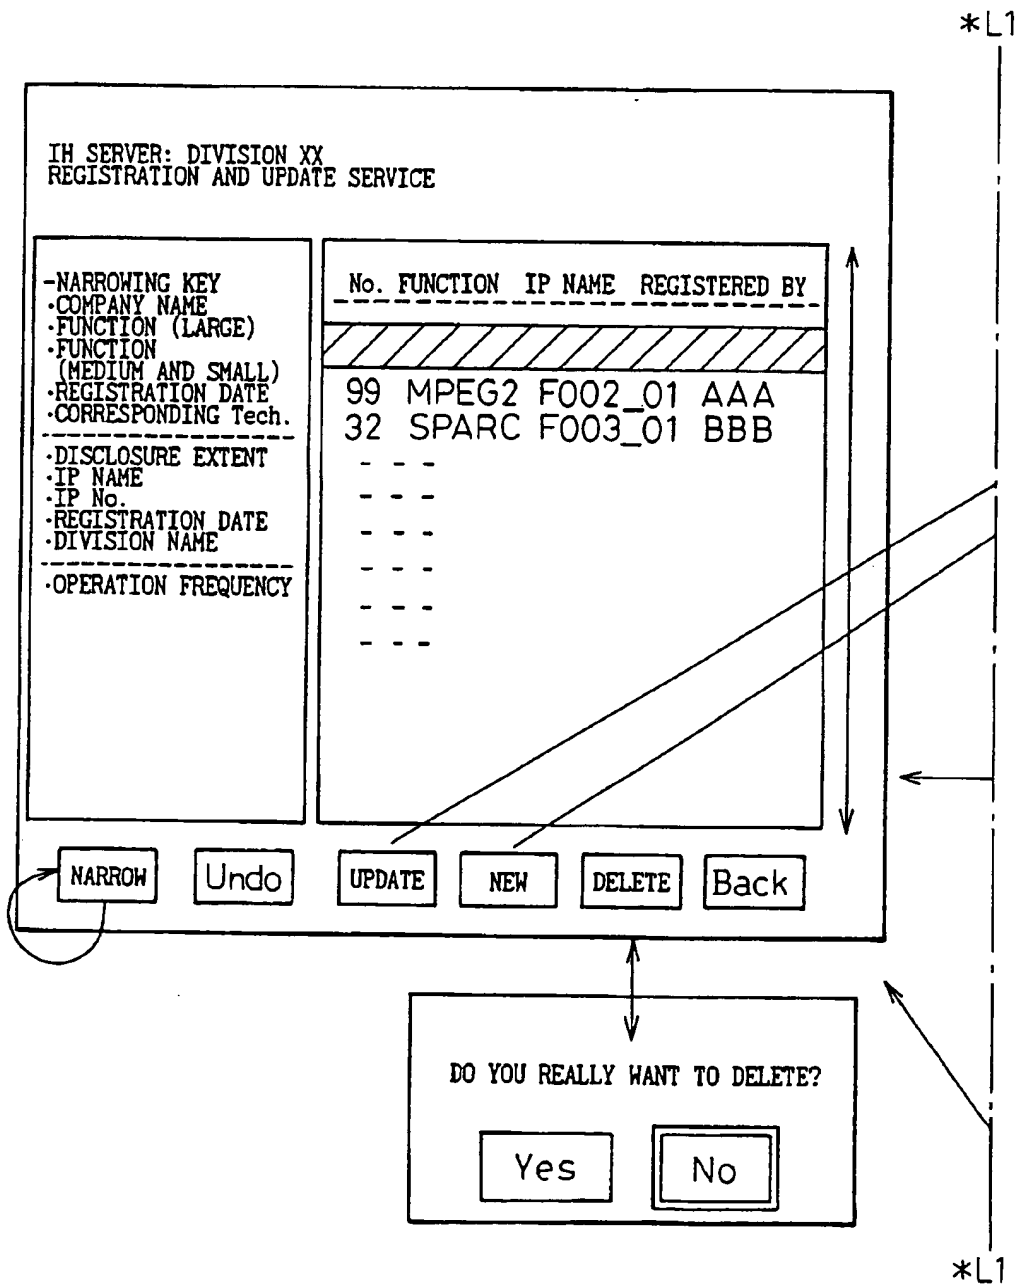 *L1
IH SERVER: DIVISION XX
REGISTRATION AND UPDATE SERVICE
-NARROWING KEY
·COMPANY NAME
·FUNCTION (LARGE)
·FUNCTION
(MEDIUM AND SMALL)
·REGISTRATION DATE
·CORRESPONDING Tech.
·DISCLOSURE EXTENT
·IP NAME
·IP No.
·REGISTRATION DATE
·DIVISION NAME
·OPERATION FREQUENCY
No. FUNCTION IP NAME REGISTERED BY
99 MPEG2 F002_01 AAA
32 SPARC F003_01 BBB
- - -
- - -
- - -
- - -
- - -
- - -
NARROW Undo UPDATE NEW DELETE Back
DO YOU REALLY WANT TO DELETE?
Yes No
*L1